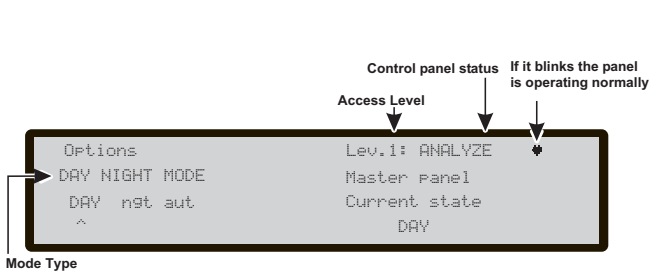 Control panel status
If it blinks the panel
is operating normally
Access Level
Options Lev.1: ANALYZE
DAY NIGHT MODE Master panel
DAY ngt aut Current state
^ DAY
Mode Type